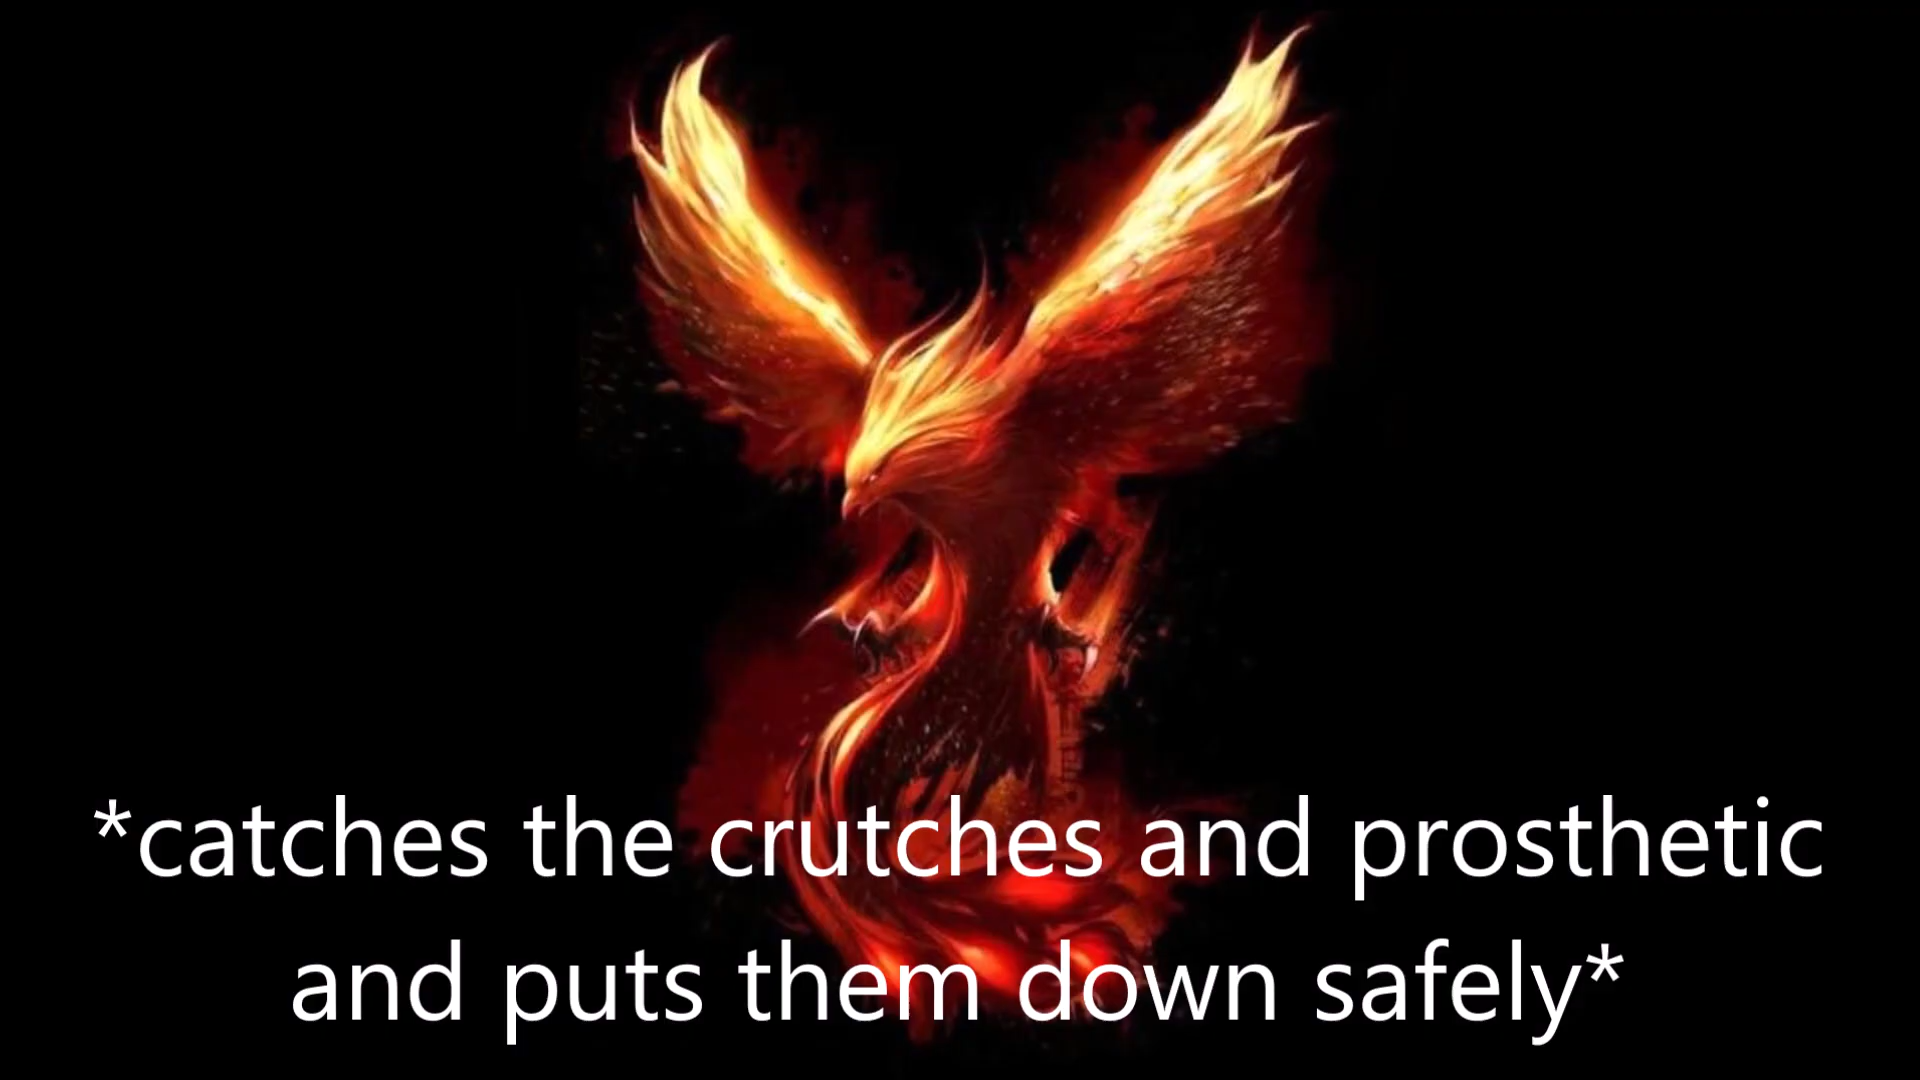 *catches the crutches and prosthetic
and puts them down safely*